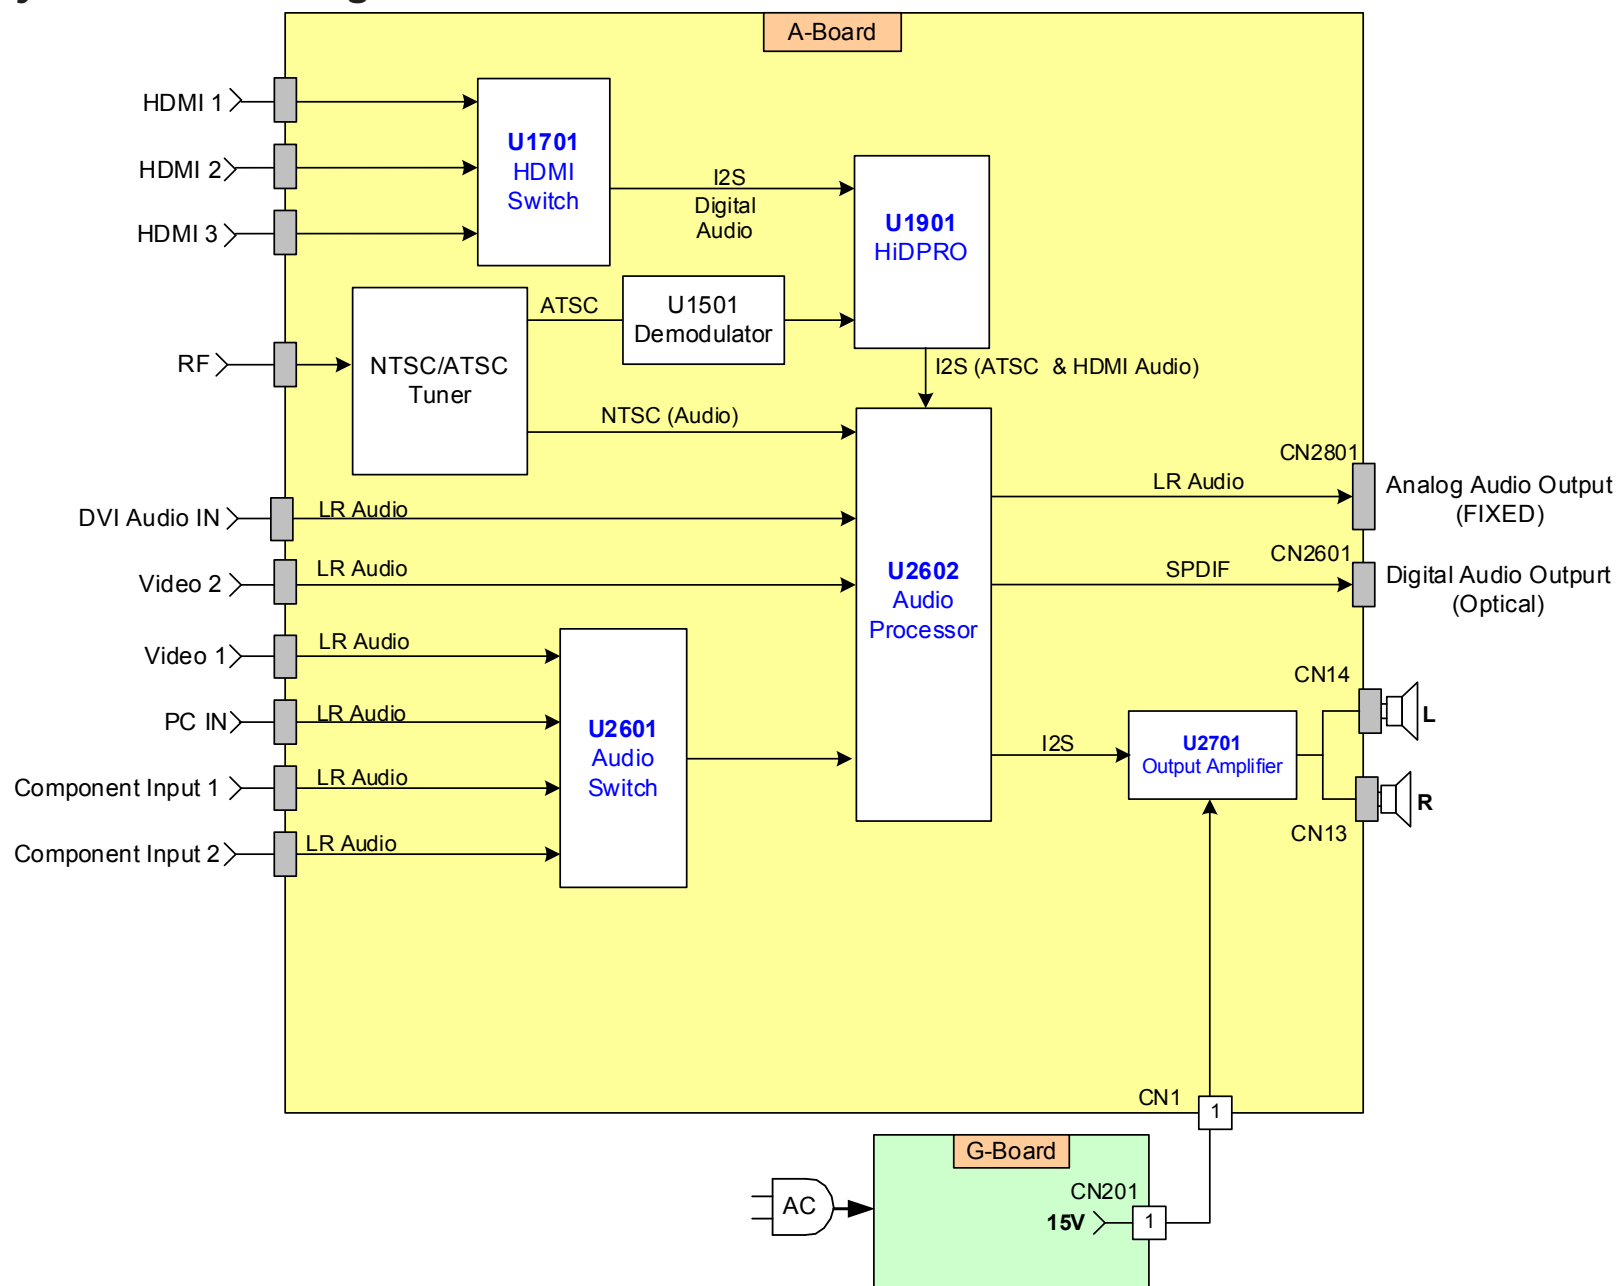 A-Board
HDMI 1
HDMI 2
HDMI 3
U1701
HDMI
Switch
I2S
Digital
Audio
U1901
HiDPRO
RF
NTSC/ATSC
Tuner
ATSC
U1501
Demodulator
I2S (ATSC & HDMI Audio)
NTSC (Audio)
DVI Audio IN
LR Audio
Video 2
LR Audio
Video 1
LR Audio
PC IN
LR Audio
Component Input 1
LR Audio
Component Input 2
LR Audio
U2601
Audio
Switch
U2602
Audio
Processor
CN2801
LR Audio
Analog Audio Output
(FIXED)
CN2601
SPDIF
Digital Audio Outpurt
(Optical)
I2S
U2701
Output Amplifier
CN14
L
R
CN13
CN1
1
G-Board
AC
CN201
15V
1